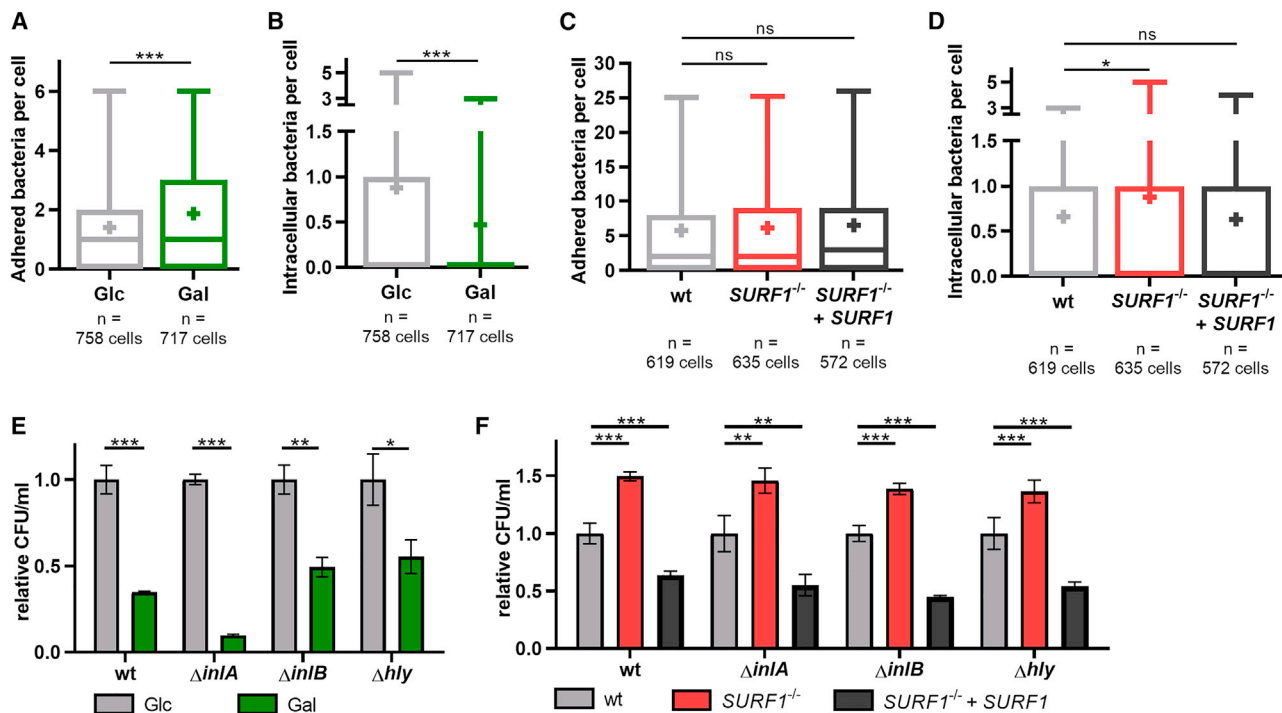 A
Adhered bacteria per cell
6
4
2
0
***
Glc
Gal
n =
758 cells
n =
717 cells
B
Intracellular bacteria per cell
5
3
1.5
1.0
0.5
0.0
***
Glc
Gal
n =
758 cells
n =
717 cells
C
Adhered bacteria per cell
30
25
20
15
10
5
0
ns
ns
wt
SURF1-/-
SURF1-/-
+ SURF1
n =
619 cells
n =
635 cells
n =
572 cells
D
Intracellular bacteria per cell
5
3
1.5
1.0
0.5
0.0
ns
*
wt
SURF1-/-
SURF1-/-
+ SURF1
n =
619 cells
n =
635 cells
n =
572 cells
E
relative CFU/ml
1.0
0.5
0.0
*** *** ** *
wt ΔinlA ΔinlB Δhly
Glc Gal
F
relative CFU/ml
1.5
1.0
0.5
0.0
*** ** *** ***
*** ** *** ***
wt ΔinlA ΔinlB Δhly
wt SURF1-/- SURF1-/- + SURF1